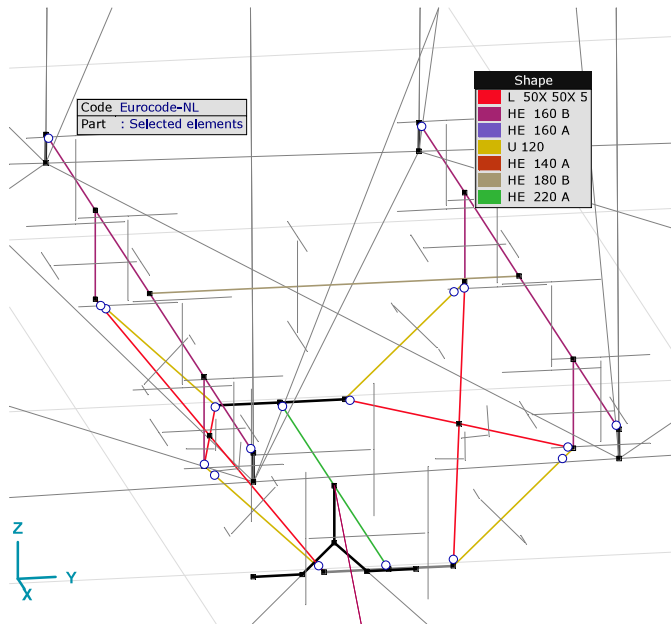 Code Eurocode-NL
Part : Selected elements
Shape
L 50X 50X 5
HE 160 B
HE 160 A
U 120
HE 140 A
HE 180 B
HE 220 A
Z
Y
X